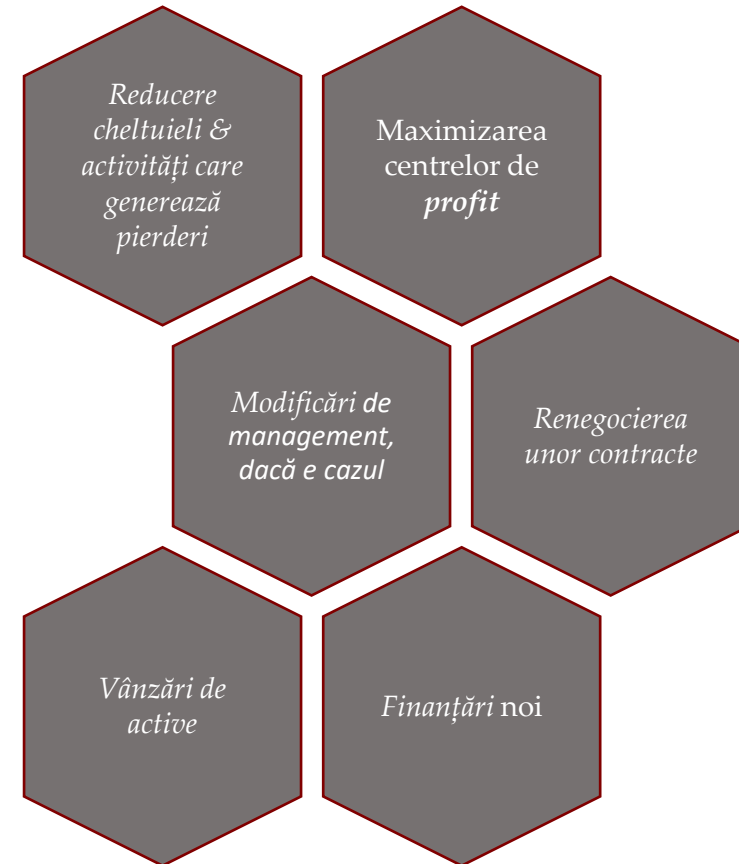 Reducere
cheltuieli &
activități care
generează
pierderi
Maximizarea
centrelor de
profit
Modificări de
management,
dacă e cazul
Renegocierea
unor contracte
Vânzări de
active
Finanțări noi